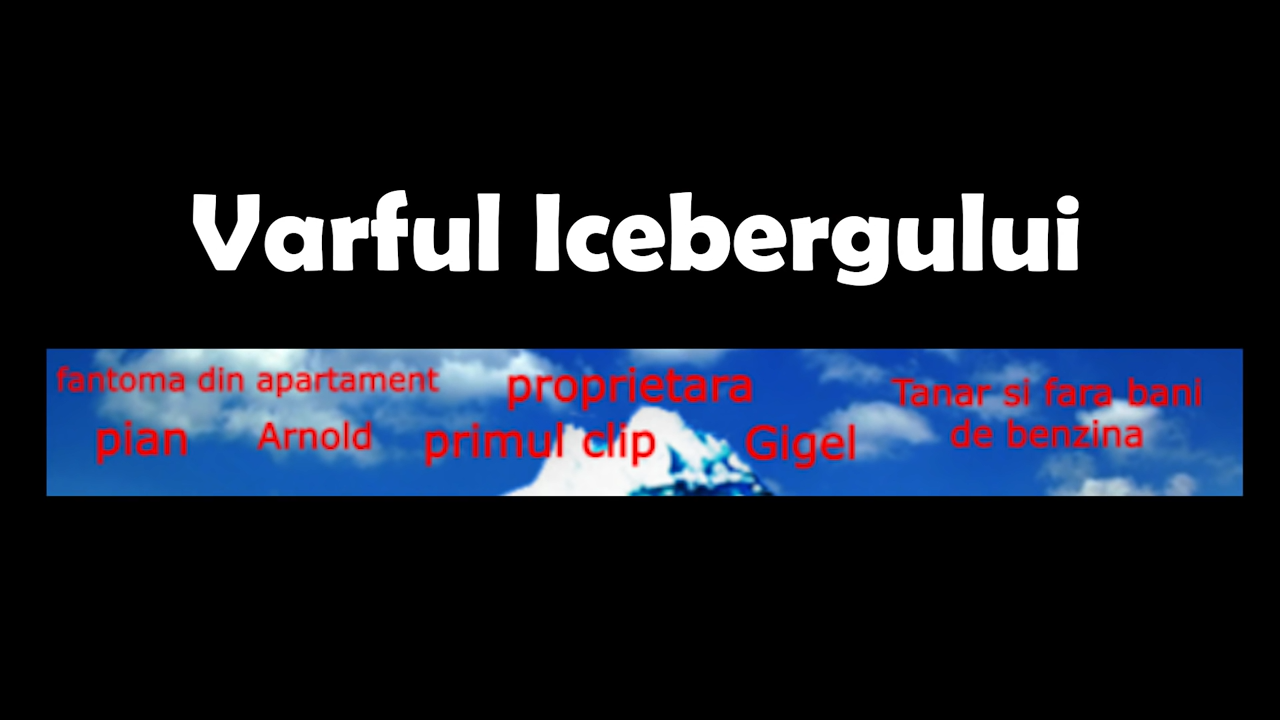 Varful Icebergului
fantoma din apartament
proprietara
Tanar si fara bani
de benzina
pian
Arnold
primul clip
Gigel